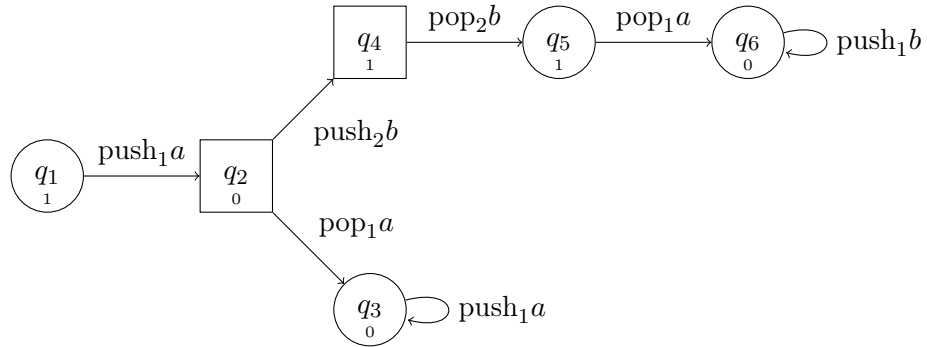 pop₂b pop₁a
q₄ q₅ q₆ push₁b
1 1 0
push₁a push₂b
q₁ q₂
1 0
pop₁a
q₃ push₁a
0